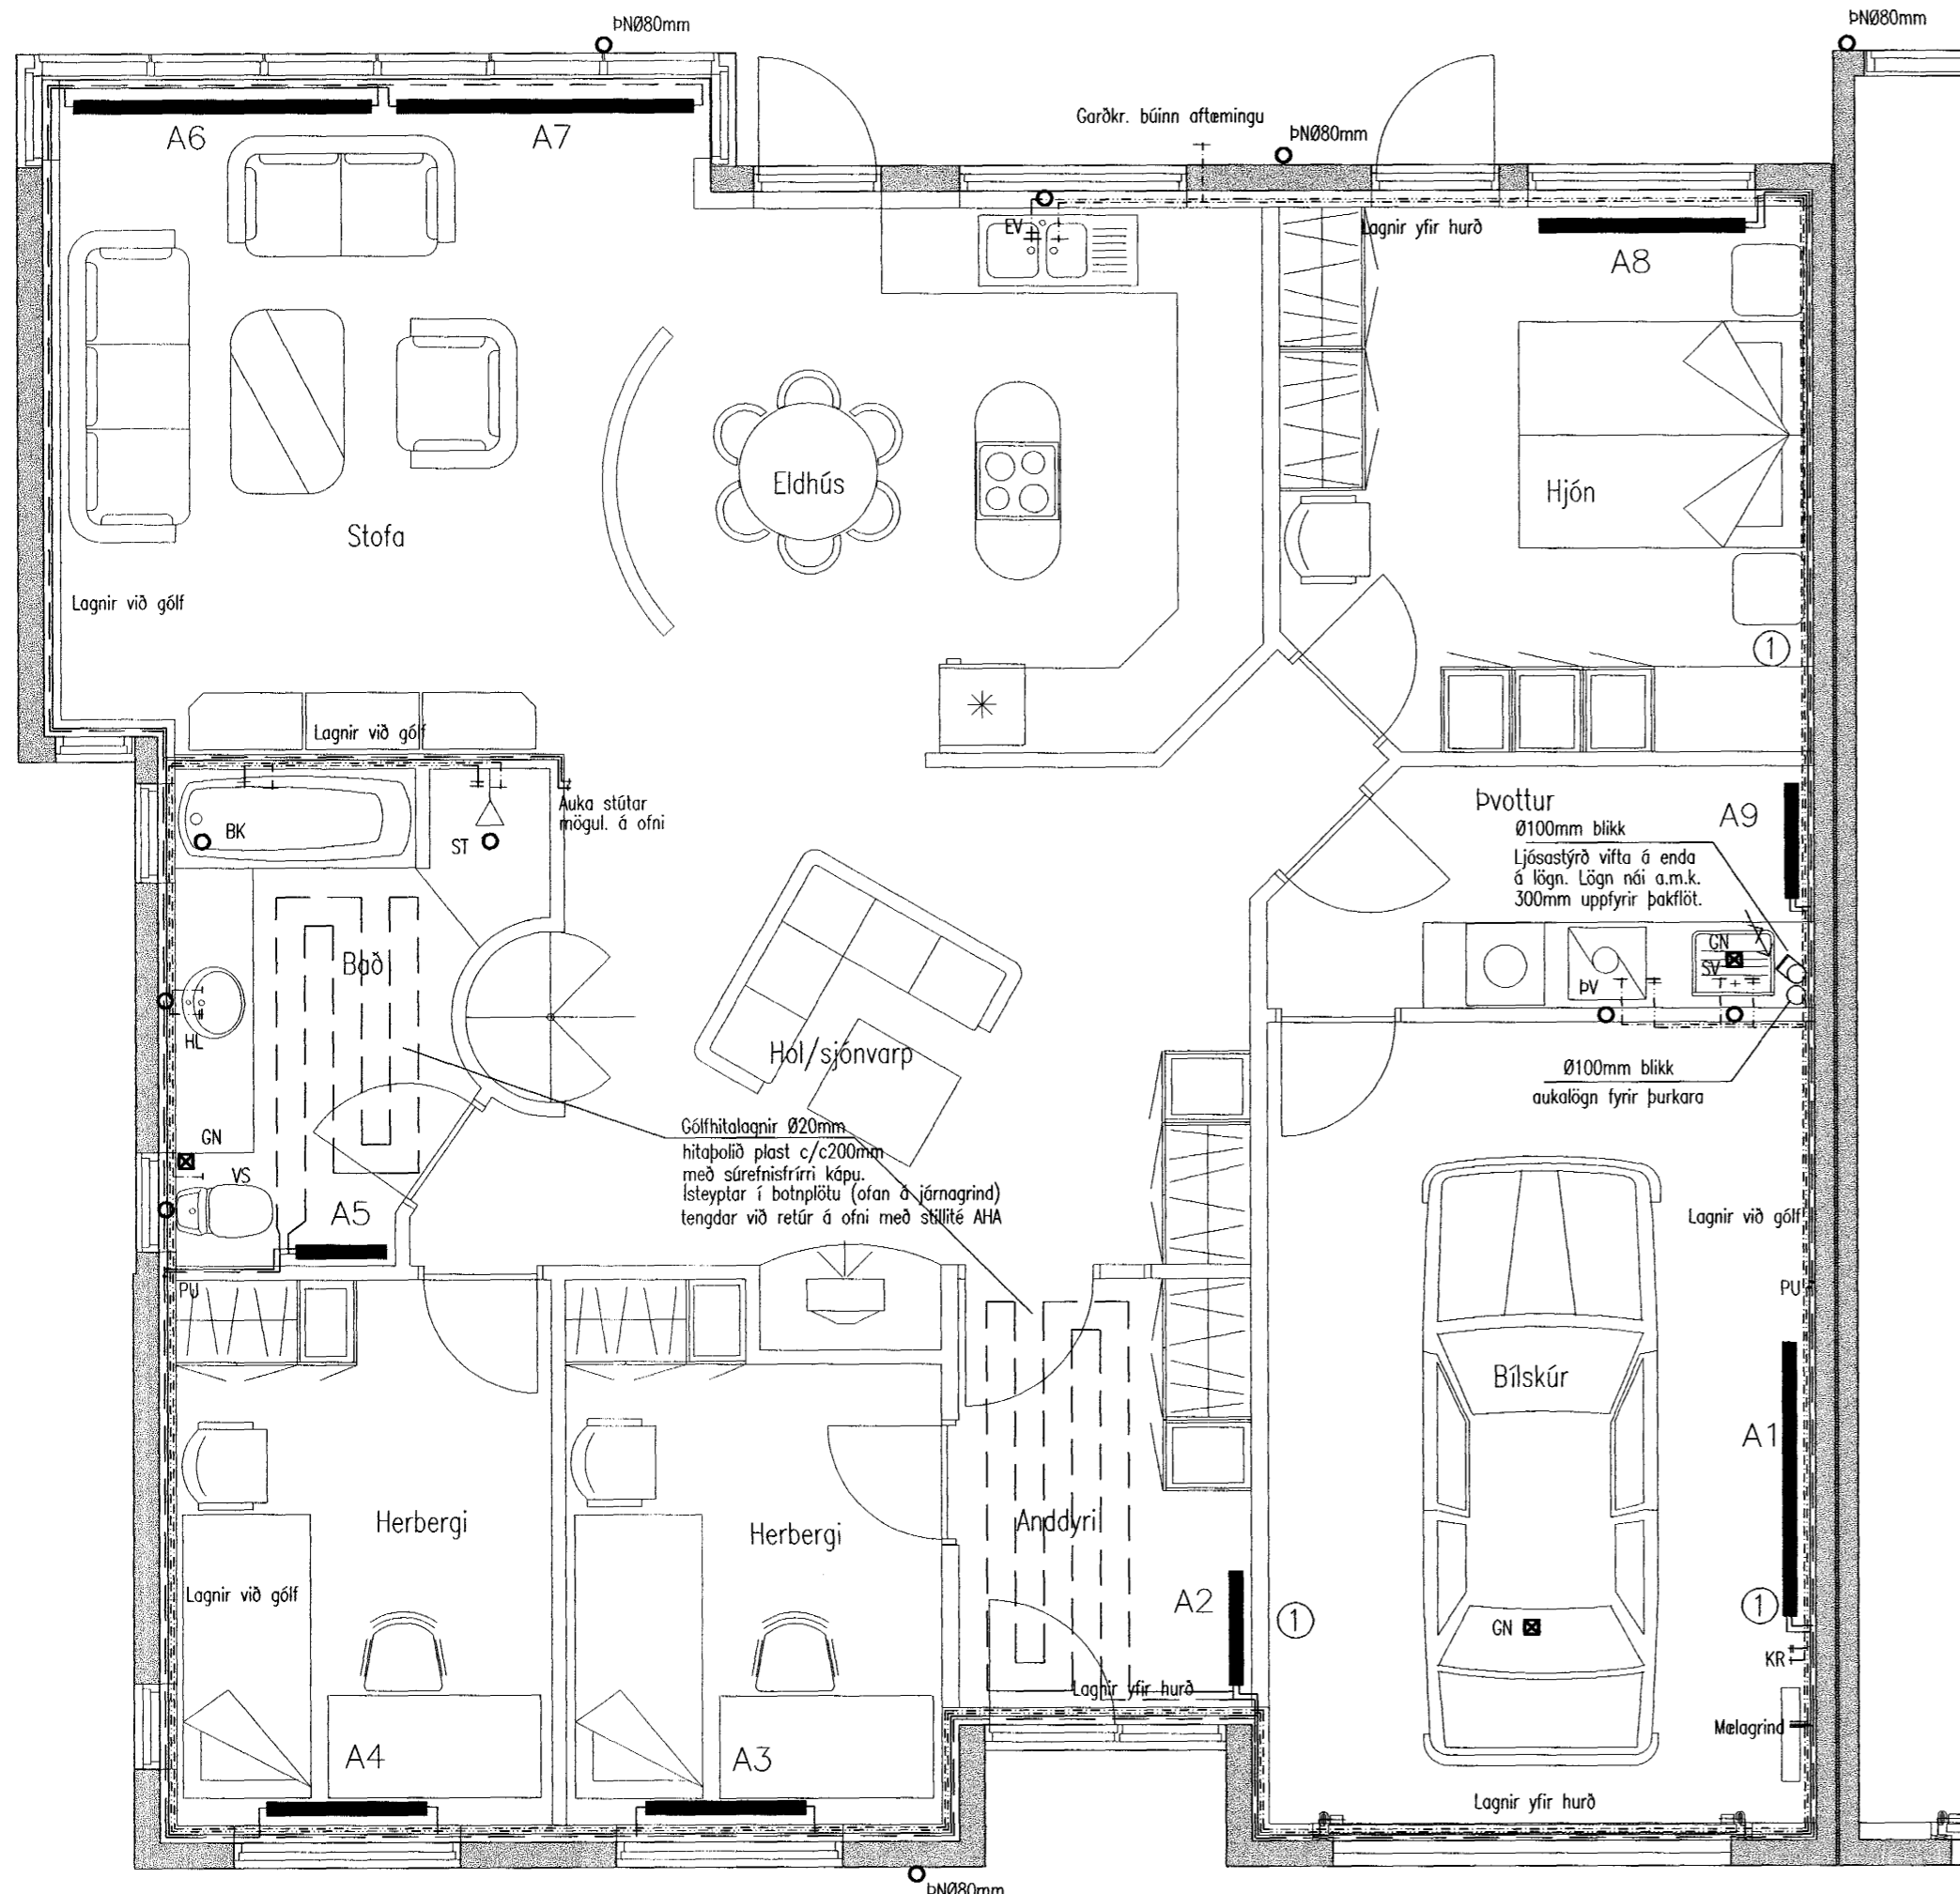 ÞNØ80mm
ÞNØ80mm
Garðkr. búinn aftæmingu
ÞNØ80mm
A6
A7
EV
Lagnir yfir hurð
A8
Eldhús
Hjón
Stofa
Lagnir við gólf
1
Lagnir við gólf
Auka stútar
mögul. á ofni
BK
ST
Þvottur
A9
Ø100mm blikk
Ljósastýrð vifta á enda
á lögn. Lögn nái a.m.k.
300mm uppfyrir þakflöt.
Bað
GN
SV
ÞV
HL
Hol/sjónvarp
Ø100mm blikk
aukalögn fyrir þurkara
GN
VS
Gólfhitalagnir Ø20mm
hitaþolið plast c/c200mm
með súrefnisfrírri kápu.
Ísteyptar í botnplötu (ofan á járnagrind)
tengdar við retúr á ofni með stillité AHA
A5
Lagnir við gólf
PU
PU
Bílskúr
A1
Herbergi
Herbergi
Anddyri
Lagnir við gólf
A2
1
1
GN
KR
Lagnir yfir hurð
Mælagrind
A4
A3
Lagnir yfir hurð
ÞNØ80mm